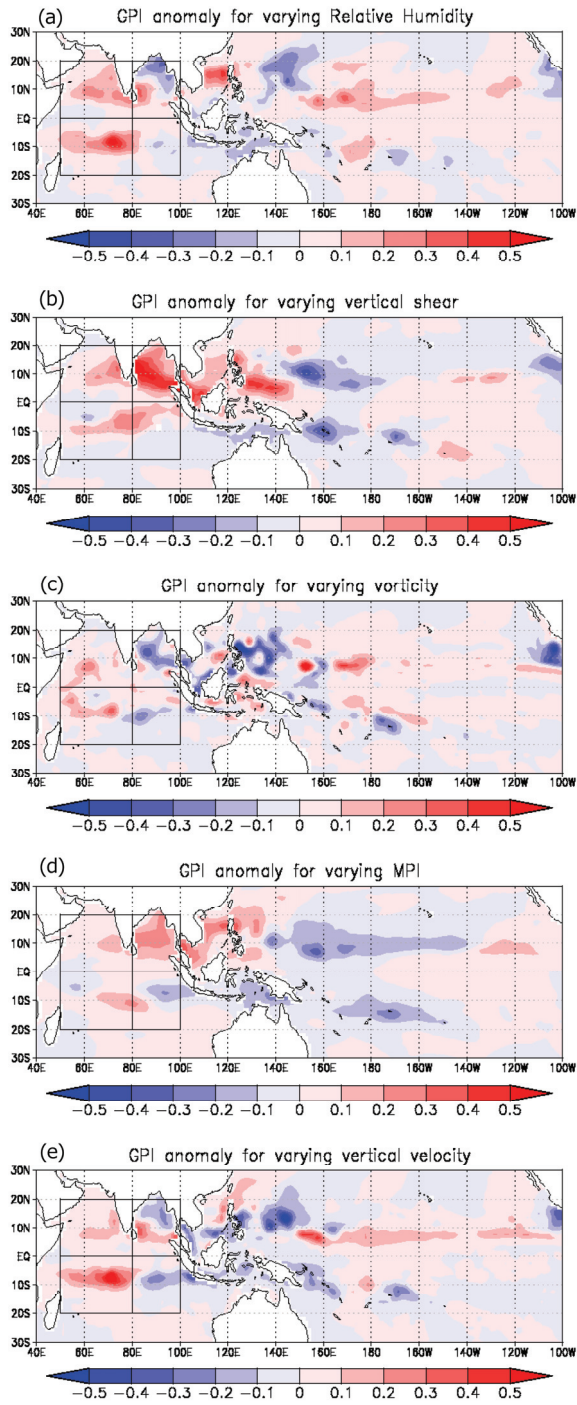 (a) GPI anomaly for varying Relative Humidity
30N
20N
10N
EQ
10S
20S
30S
40E 60E 80E 100E 120E 140E 160E 180 160W 140W 120W 100W
-0.5 -0.4 -0.3 -0.2 -0.1 0 0.1 0.2 0.3 0.4 0.5
(b) GPI anomaly for varying vertical shear
30N
20N
10N
EQ
10S
20S
30S
40E 60E 80E 100E 120E 140E 160E 180 160W 140W 120W 100W
-0.5 -0.4 -0.3 -0.2 -0.1 0 0.1 0.2 0.3 0.4 0.5
(c) GPI anomaly for varying vorticity
30N
20N
10N
EQ
10S
20S
30S
40E 60E 80E 100E 120E 140E 160E 180 160W 140W 120W 100W
-0.5 -0.4 -0.3 -0.2 -0.1 0 0.1 0.2 0.3 0.4 0.5
(d) GPI anomaly for varying MPI
30N
20N
10N
EQ
10S
20S
30S
40E 60E 80E 100E 120E 140E 160E 180 160W 140W 120W 100W
-0.5 -0.4 -0.3 -0.2 -0.1 0 0.1 0.2 0.3 0.4 0.5
(e) GPI anomaly for varying vertical velocity
30N
20N
10N
EQ
10S
20S
30S
40E 60E 80E 100E 120E 140E 160E 180 160W 140W 120W 100W
-0.5 -0.4 -0.3 -0.2 -0.1 0 0.1 0.2 0.3 0.4 0.5